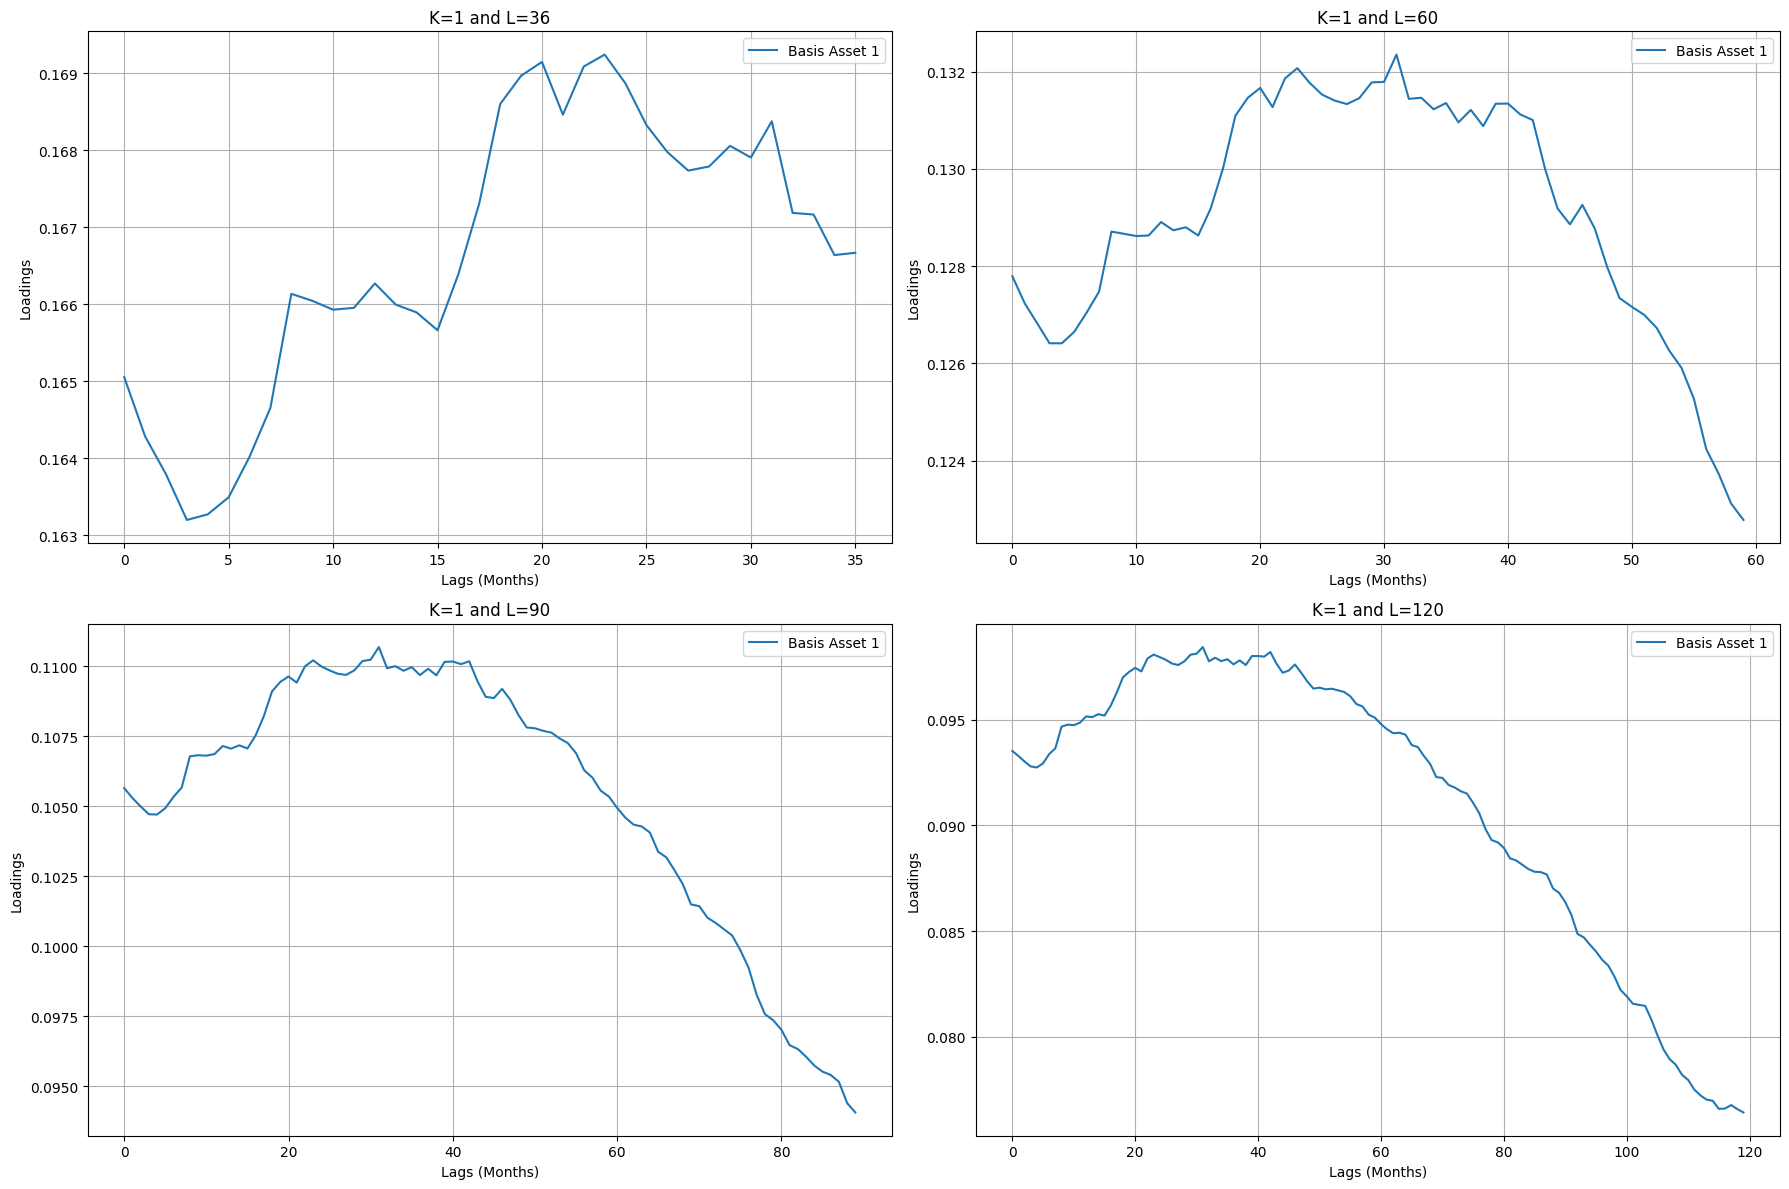 K=1 and L=36
Basis Asset 1
0.169
0.168
0.167
0.166
0.165
0.164
0.163
Loadings
0 5 10 15 20 25 30 35
Lags (Months)
K=1 and L=60
Basis Asset 1
0.132
0.130
0.128
0.126
0.124
Loadings
0 10 20 30 40 50 60
Lags (Months)
K=1 and L=90
Basis Asset 1
0.1100
0.1075
0.1050
0.1025
0.1000
0.0975
0.0950
Loadings
0 20 40 60 80
Lags (Months)
K=1 and L=120
Basis Asset 1
0.095
0.090
0.085
0.080
Loadings
0 20 40 60 80 100 120
Lags (Months)